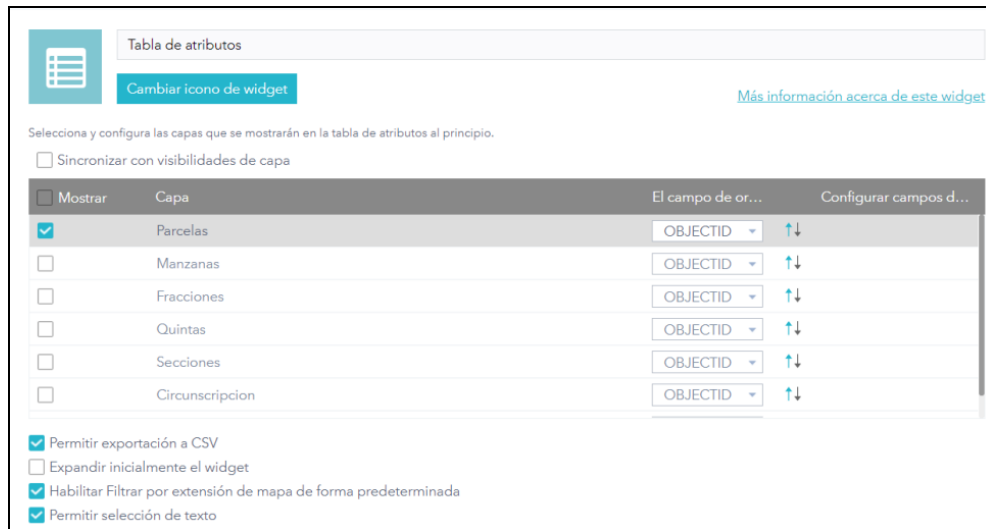 Tabla de atributos
Cambiar icono de widget
Más información acerca de este widget
Selecciona y configura las capas que se mostrarán en la tabla de atributos al principio.
Sincronizar con visibilidades de capa
Mostrar Capa El campo de or... Configurar campos d...
Parcelas OBJECTID
Manzanas OBJECTID
Fracciones OBJECTID
Quintas OBJECTID
Secciones OBJECTID
Circunscripcion OBJECTID
Permitir exportación a CSV
Expandir inicialmente el widget
Habilitar Filtrar por extensión de mapa de forma predeterminada
Permitir selección de texto